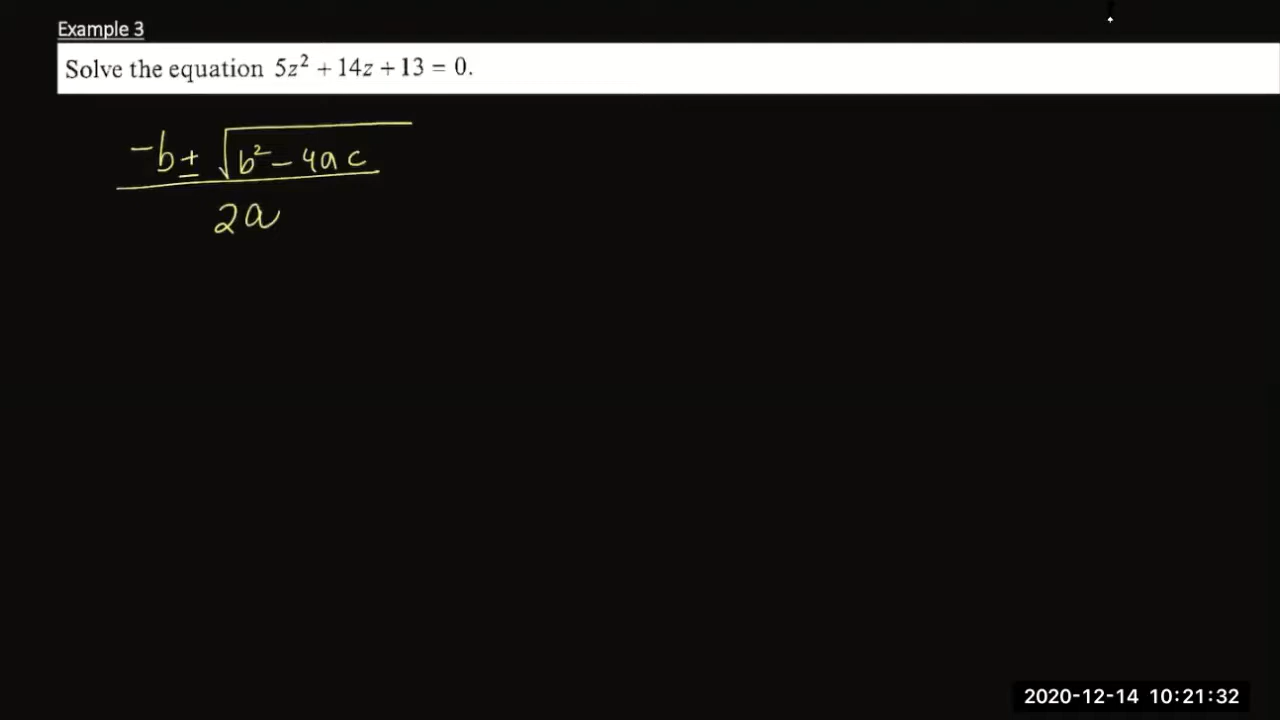 Example 3
Solve the equation 5z² + 14z + 13 = 0.
-b ± √b² - 4ac
2a
2020-12-14 10:21:32